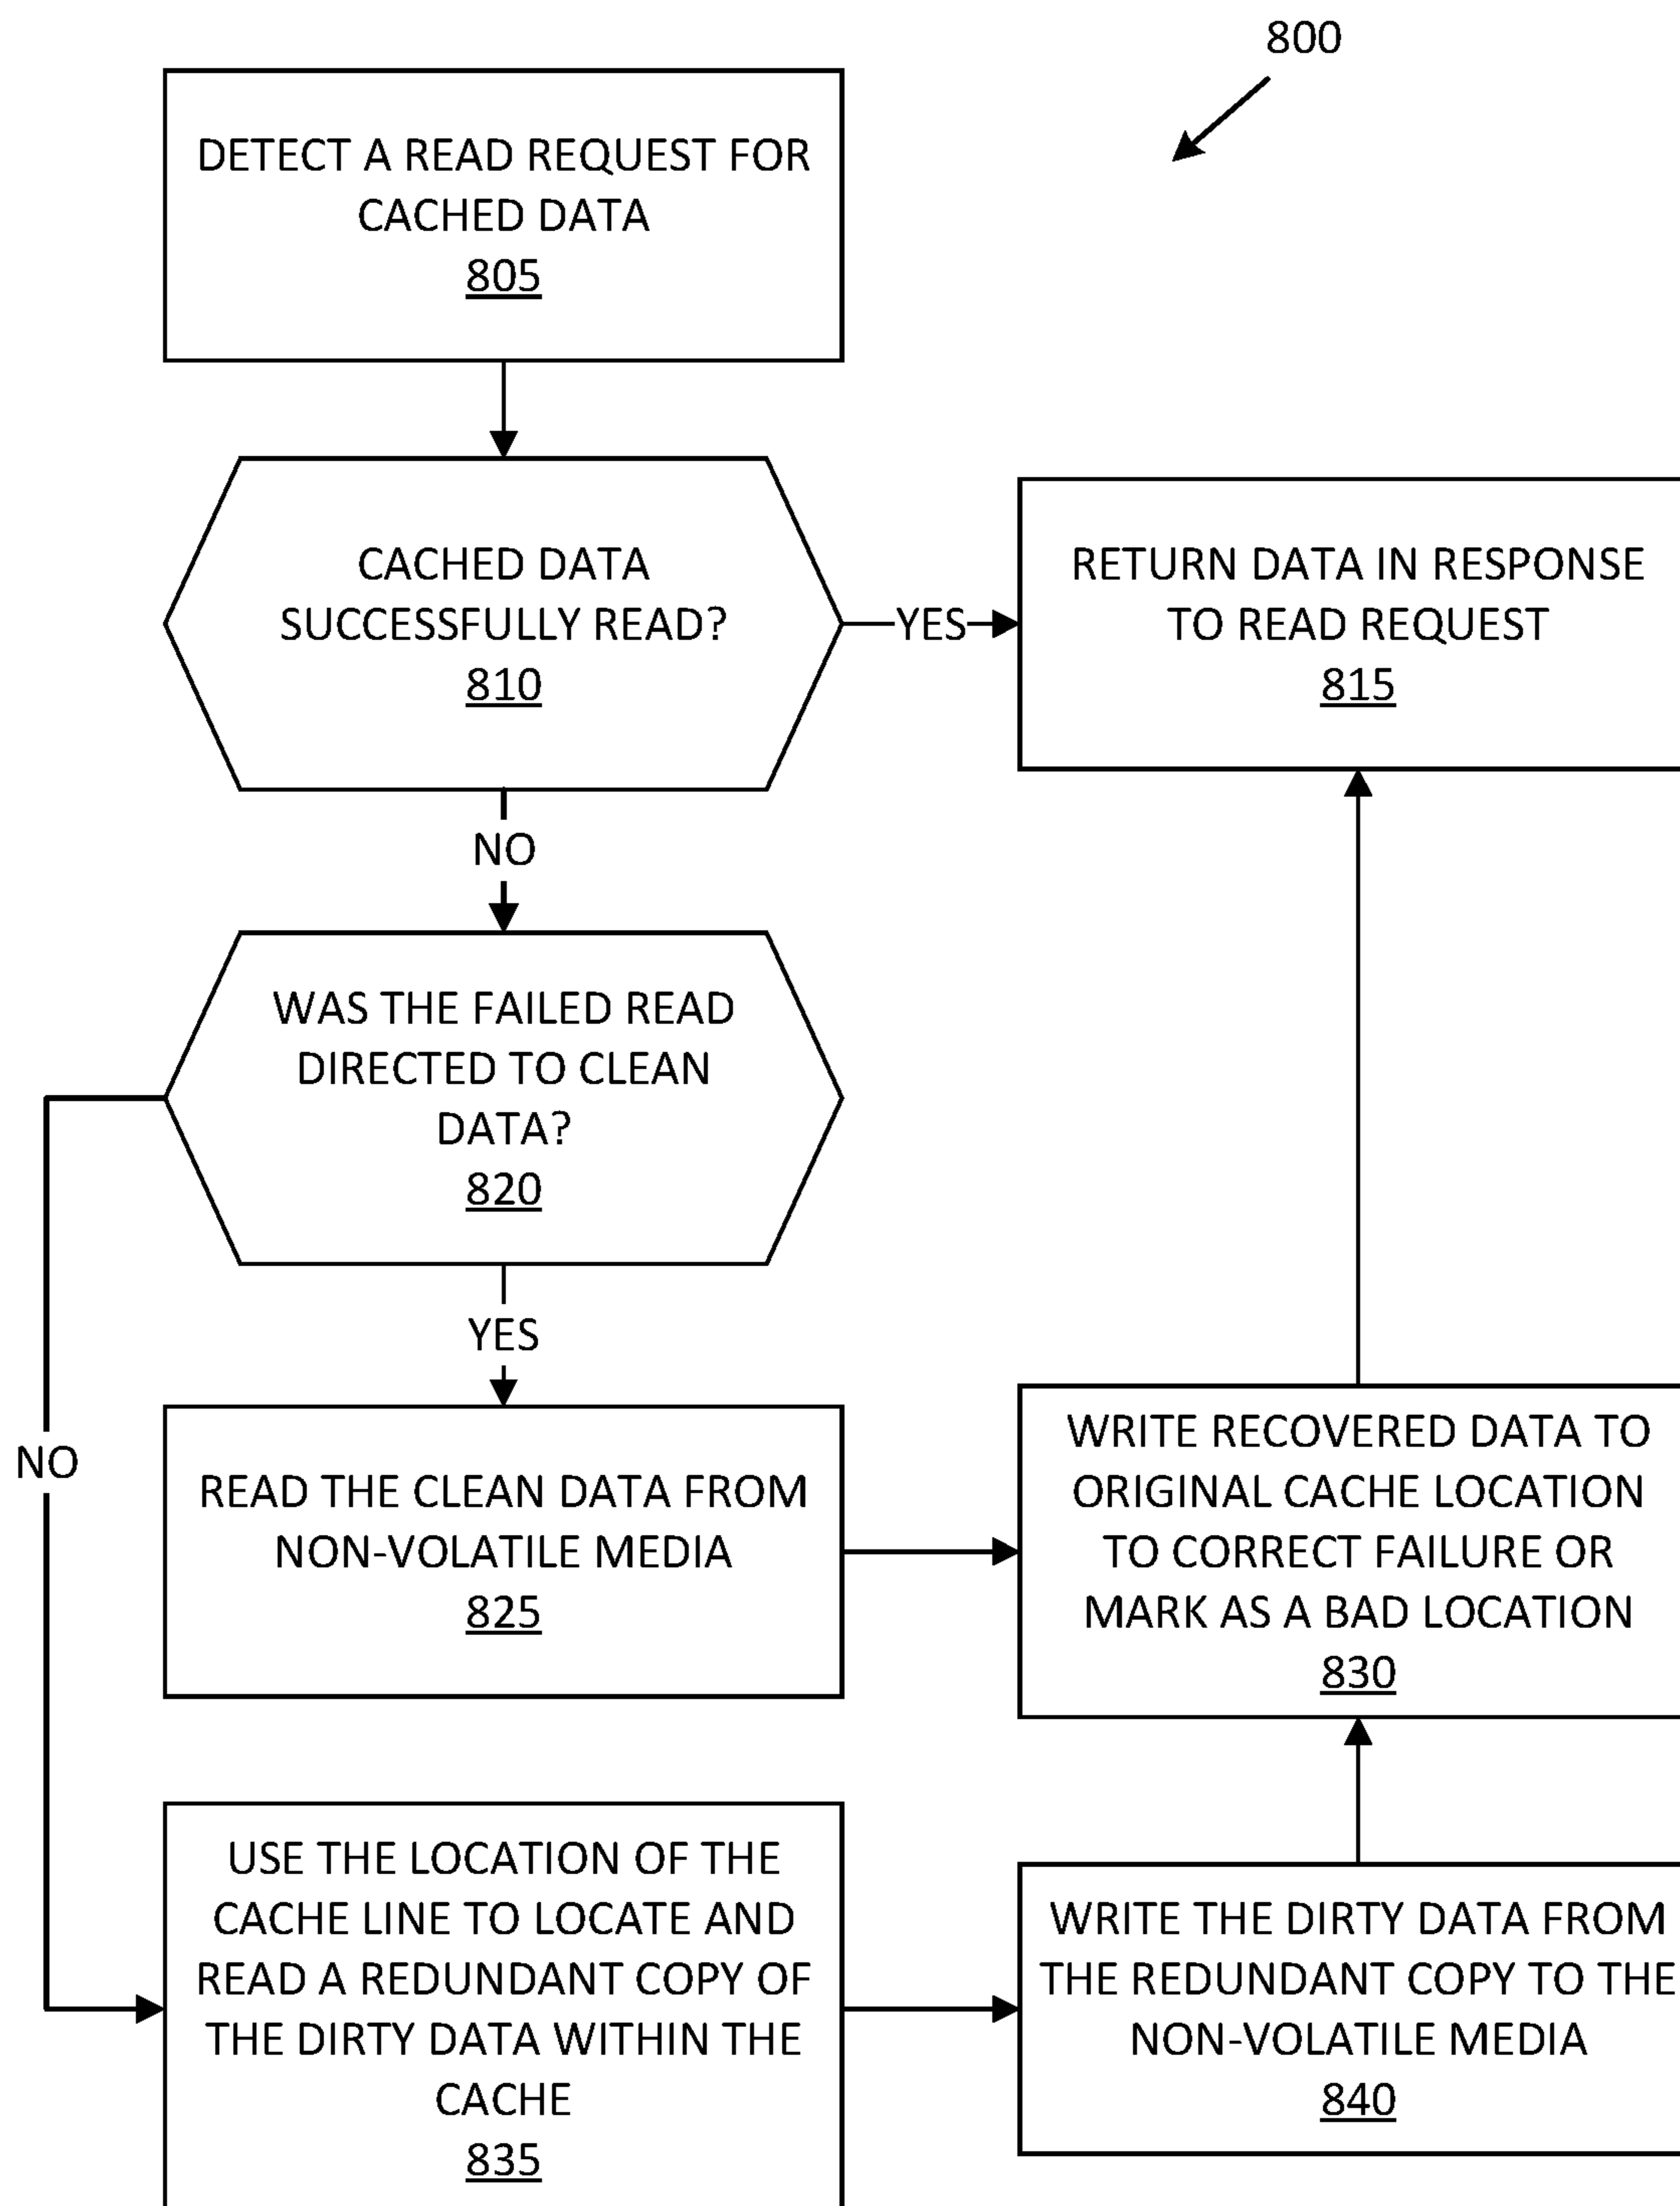 800
DETECT A READ REQUEST FOR
CACHED DATA
805
CACHED DATA
SUCCESSFULLY READ?
810
YES
RETURN DATA IN RESPONSE
TO READ REQUEST
815
NO
WAS THE FAILED READ
DIRECTED TO CLEAN
DATA?
820
YES
NO
READ THE CLEAN DATA FROM
NON-VOLATILE MEDIA
825
WRITE RECOVERED DATA TO
ORIGINAL CACHE LOCATION
TO CORRECT FAILURE OR
MARK AS A BAD LOCATION
830
USE THE LOCATION OF THE
CACHE LINE TO LOCATE AND
READ A REDUNDANT COPY OF
THE DIRTY DATA WITHIN THE
CACHE
835
WRITE THE DIRTY DATA FROM
THE REDUNDANT COPY TO THE
NON-VOLATILE MEDIA
840